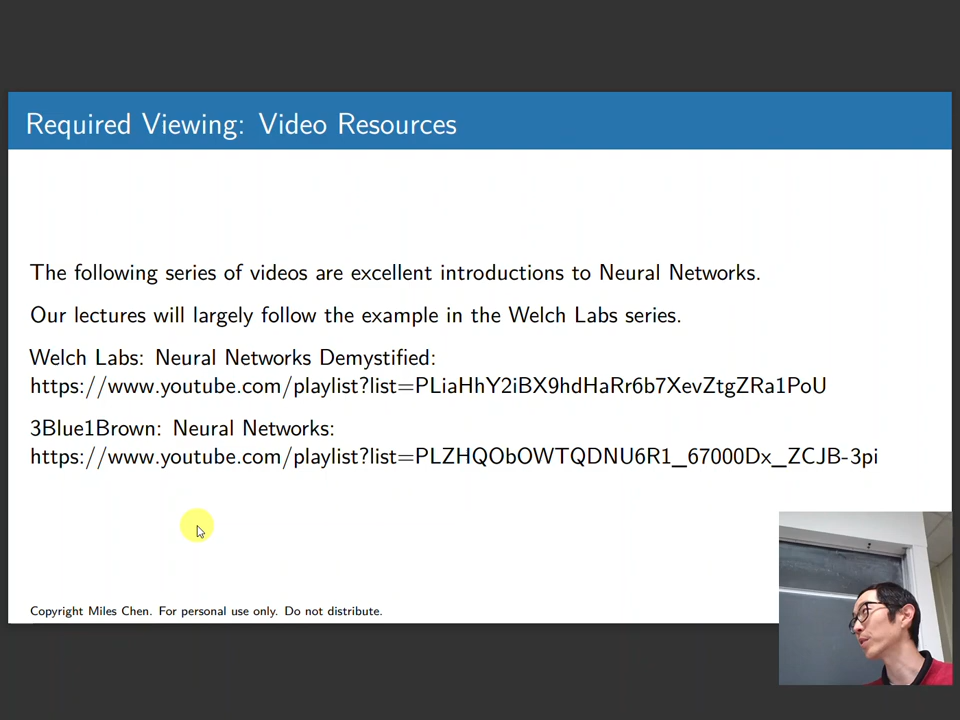 Required Viewing: Video Resources
The following series of videos are excellent introductions to Neural Networks.
Our lectures will largely follow the example in the Welch Labs series.
Welch Labs: Neural Networks Demystified:
https://www.youtube.com/playlist?list=PLiaHhY2iBX9hdHaRr6b7XevZtgZRa1PoU
3Blue1Brown: Neural Networks:
https://www.youtube.com/playlist?list=PLZHQObOWTQDNU6R1_67000Dx_ZCJB-3pi
Copyright Miles Chen. For personal use only. Do not distribute.